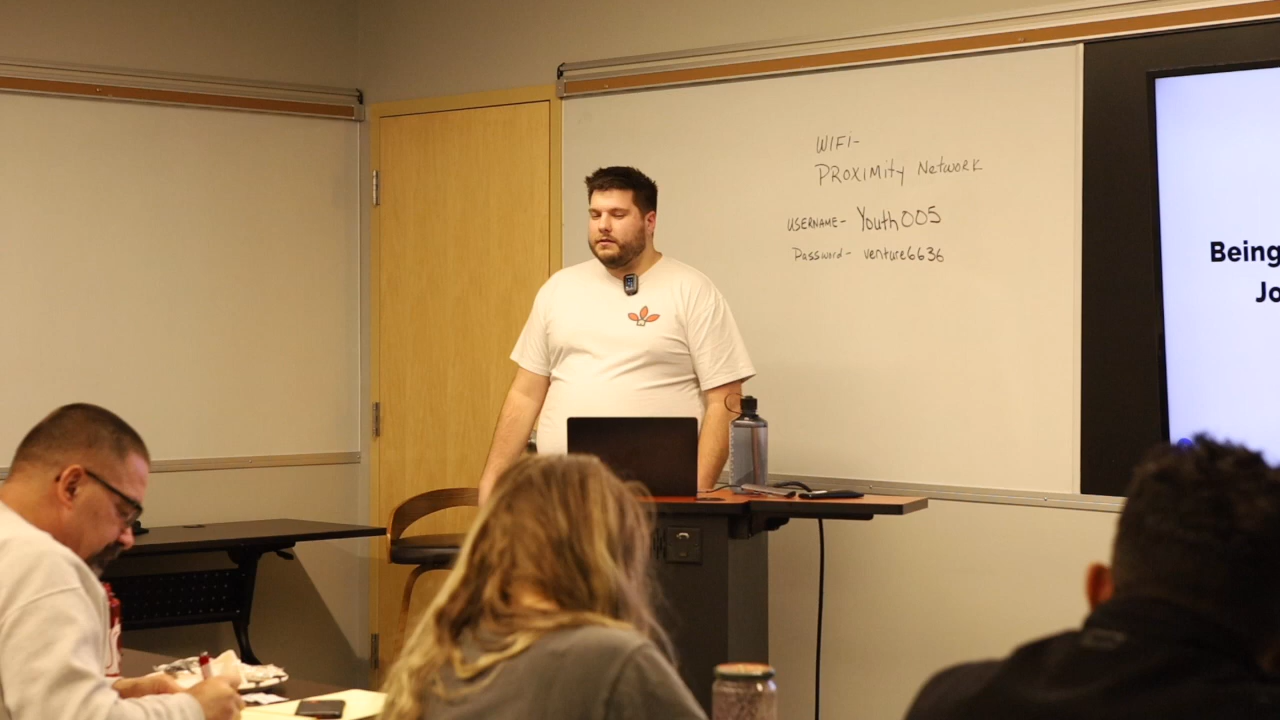 WIFI-
PROXIMITY NETWORK
USERNAME- Youth005
Password- venture6636
Being
Jo